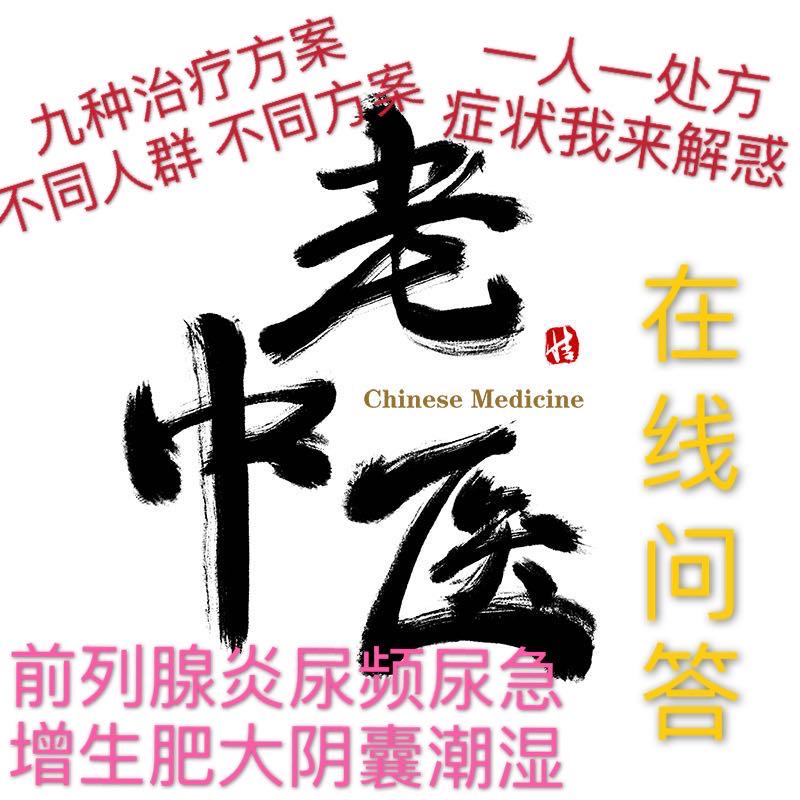 九种治疗方案
不同人群 不同方案
一人一处方
症状我来解惑
老中医
Chinese Medicine
在线问答
前列腺炎尿频尿急
增生肥大阴囊潮湿